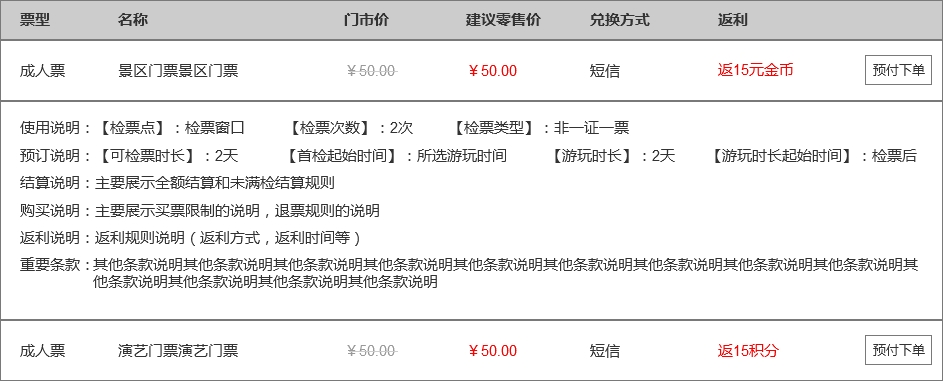 票型 名称 门市价 建议零售价 兑换方式 返利
成人票 景区门票景区门票 ￥50.00 ￥50.00 短信 返15元金币 预付下单
使用说明：【检票点】：检票窗口 【检票次数】：2次 【检票类型】：非一证一票
预订说明：【可检票时长】：2天 【首检起始时间】：所选游玩时间 【游玩时长】：2天 【游玩时长起始时间】：检票后
结算说明：主要展示全额结算和未满检结算规则
购买说明：主要展示买票限制的说明，退票规则的说明
返利说明：返利规则说明（返利方式，返利时间等）
重要条款：其他条款说明其他条款说明其他条款说明其他条款说明其他条款说明其他条款说明其他条款说明其他条款说明其他条款说明其
他条款说明其他条款说明其他条款说明其他条款说明
成人票 演艺门票演艺门票 ￥50.00 ￥50.00 短信 返15积分 预付下单